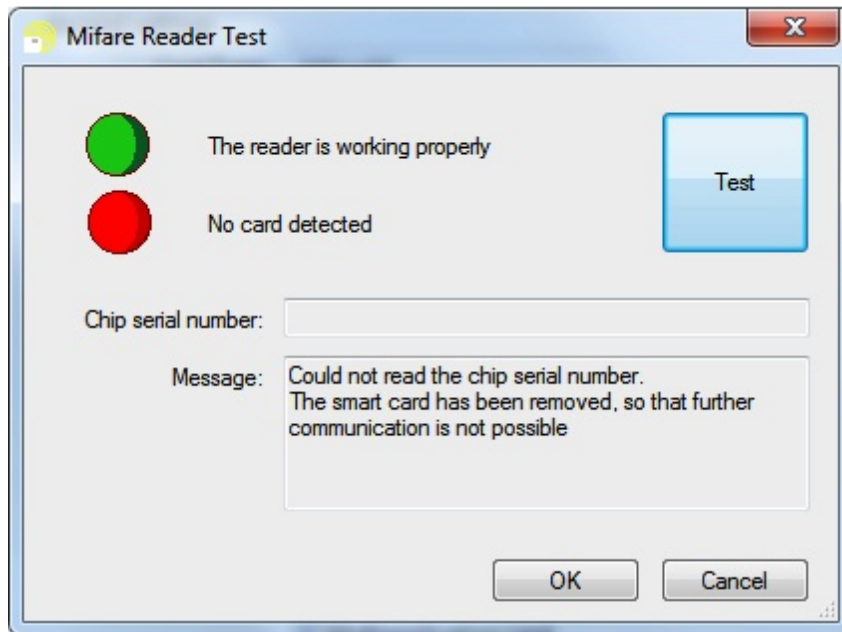 Mifare Reader Test
The reader is working properly
Test
No card detected
Chip serial number:
Message:
Could not read the chip serial number.
The smart card has been removed, so that further
communication is not possible
OK
Cancel